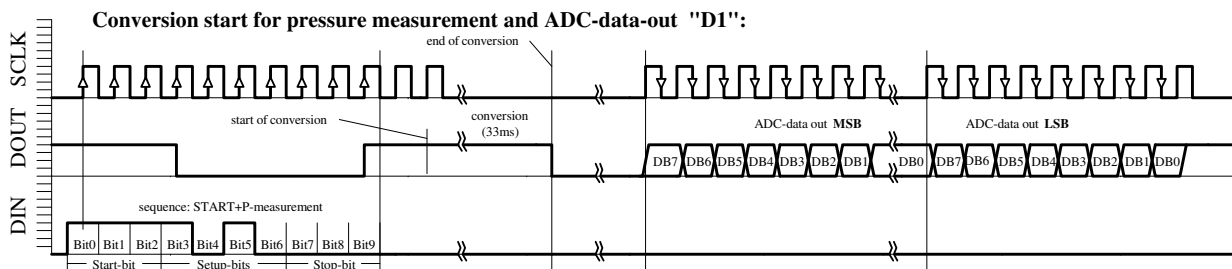 Conversion start for pressure measurement and ADC-data-out "D1":
end of conversion
SCLK
start of conversion
conversion
(33ms)
ADC-data out MSB
ADC-data out LSB
DOUT
DB7 DB6 DB5 DB4 DB3 DB2 DB1 DB0 DB7 DB6 DB5 DB4 DB3 DB2 DB1 DB0
sequence: START+P-measurement
DIN
Bit0 Bit1 Bit2 Bit3 Bit4 Bit5 Bit6 Bit7 Bit8 Bit9
Start-bit Setup-bits Stop-bit